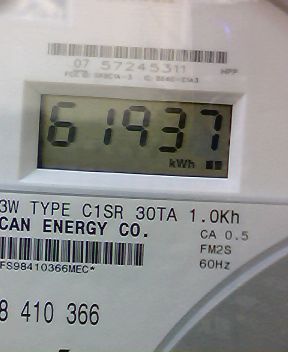 07 57245311
61937
kWh
3W TYPE C1SR 30TA 1.0Kh
CAN ENERGY CO.
CA 0.5
FM2S
60Hz
FS98410366MEC*
8 410 366